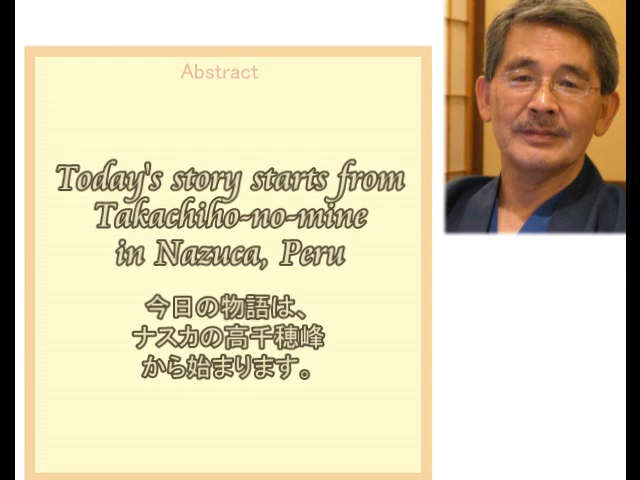 Abstract
Today's story starts from
Takachiho-no-mine
in Nazuca, Peru
今日の物語は、
ナスカの高千穂峰
から始まります。